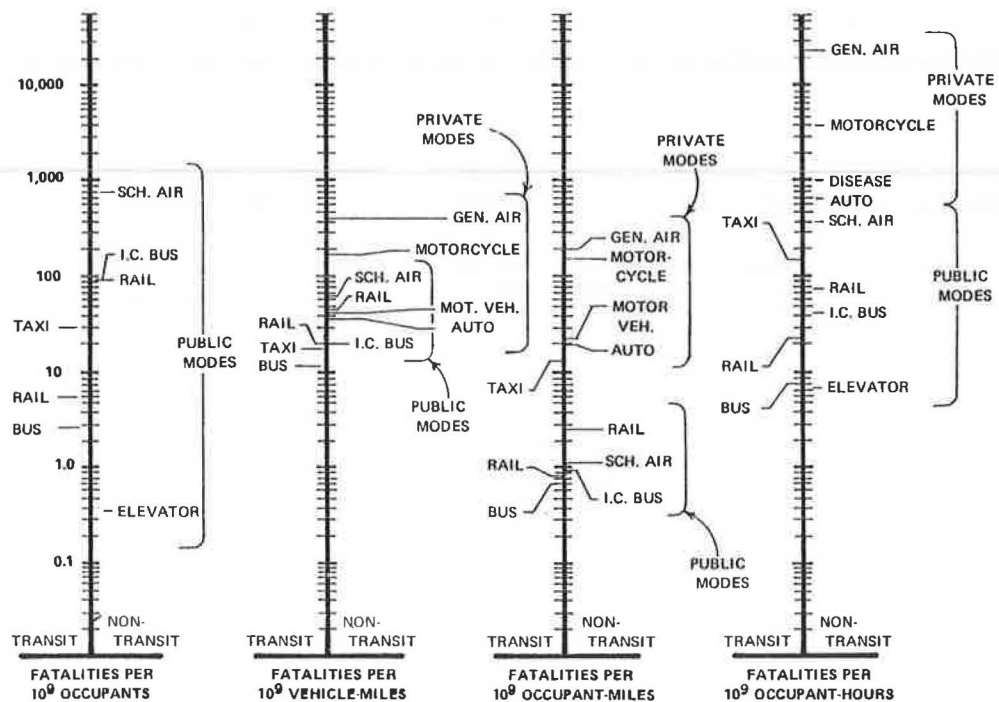 10,000
1,000
100
10
1.0
0.1
SCH. AIR
I.C. BUS
RAIL
TAXI
PUBLIC
MODES
RAIL
BUS
ELEVATOR
NON-
TRANSIT TRANSIT
FATALITIES PER
10⁹ OCCUPANTS
PRIVATE
MODES
GEN. AIR
MOTORCYCLE
SCH. AIR
RAIL
MOT. VEH.
AUTO
RAIL
I.C. BUS
TAXI
BUS
PUBLIC
MODES
NON-
TRANSIT TRANSIT
FATALITIES PER
10⁹ VEHICLE-MILES
PRIVATE
MODES
GEN. AIR
MOTOR-
CYCLE
MOTOR
VEH.
AUTO
TAXI
RAIL
SCH. AIR
RAIL
I.C. BUS
BUS
PUBLIC
MODES
NON-
TRANSIT TRANSIT
FATALITIES PER
10⁹ OCCUPANT-MILES
GEN. AIR
PRIVATE
MODES
MOTORCYCLE
DISEASE
AUTO
SCH. AIR
TAXI
RAIL
PUBLIC
MODES
I.C. BUS
RAIL
ELEVATOR
BUS
NON-
TRANSIT TRANSIT
FATALITIES PER
10⁹ OCCUPANT-HOURS